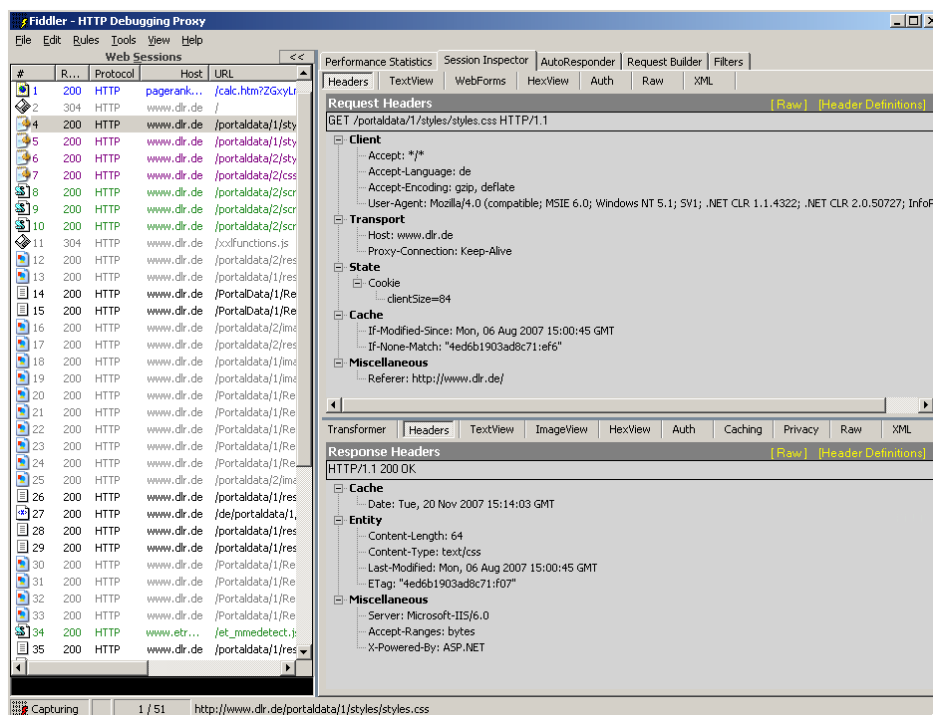 Fiddler - HTTP Debugging Proxy
File Edit Rules Tools View Help
Web Sessions <<
# R... Protocol Host URL
1 200 HTTP pagerank... /calc.htm?ZGxyLr
2 304 HTTP www.dlr.de /
4 200 HTTP www.dlr.de /portaldata/1/sty
5 200 HTTP www.dlr.de /portaldata/1/sty
6 200 HTTP www.dlr.de /portaldata/2/sty
7 200 HTTP www.dlr.de /portaldata/2/css
8 200 HTTP www.dlr.de /portaldata/2/scr
9 200 HTTP www.dlr.de /portaldata/2/scr
10 200 HTTP www.dlr.de /portaldata/2/scr
11 304 HTTP www.dlr.de /xxlfunctions.js
12 200 HTTP www.dlr.de /portaldata/2/res
13 200 HTTP www.dlr.de /portaldata/1/res
14 200 HTTP www.dlr.de /PortalData/1/Re
15 200 HTTP www.dlr.de /PortalData/1/Re
16 200 HTTP www.dlr.de /portaldata/2/ima
17 200 HTTP www.dlr.de /portaldata/2/res
18 200 HTTP www.dlr.de /portaldata/1/ima
19 200 HTTP www.dlr.de /portaldata/1/ima
20 200 HTTP www.dlr.de /Portaldata/1/Re
21 200 HTTP www.dlr.de /Portaldata/1/Re
22 200 HTTP www.dlr.de /Portaldata/1/Re
23 200 HTTP www.dlr.de /Portaldata/1/Re
24 200 HTTP www.dlr.de /Portaldata/1/Re
25 200 HTTP www.dlr.de /portaldata/2/ima
26 200 HTTP www.dlr.de /portaldata/1/res
27 200 HTTP www.dlr.de /de/portaldata/1,
28 200 HTTP www.dlr.de /portaldata/1/res
29 200 HTTP www.dlr.de /portaldata/1/res
30 200 HTTP www.dlr.de /Portaldata/1/Re
31 200 HTTP www.dlr.de /Portaldata/1/Re
32 200 HTTP www.dlr.de /Portaldata/1/Re
33 200 HTTP www.dlr.de /Portaldata/1/Re
34 200 HTTP www.etr... /et_mmedetect.js
35 200 HTTP www.dlr.de /portaldata/1/res
Performance Statistics Session Inspector AutoResponder Request Builder Filters
Headers TextView WebForms HexView Auth Raw XML
Request Headers [ Raw ] [Header Definitions]
GET /portaldata/1/styles/styles.css HTTP/1.1
Client
Accept: */*
Accept-Language: de
Accept-Encoding: gzip, deflate
User-Agent: Mozilla/4.0 (compatible; MSIE 6.0; Windows NT 5.1; SV1; .NET CLR 1.1.4322; .NET CLR 2.0.50727; InfoP
Transport
Host: www.dlr.de
Proxy-Connection: Keep-Alive
State
Cookie
clientSize=84
Cache
If-Modified-Since: Mon, 06 Aug 2007 15:00:45 GMT
If-None-Match: "4ed6b1903ad8c71:ef6"
Miscellaneous
Referer: http://www.dlr.de/
Transformer Headers TextView ImageView HexView Auth Caching Privacy Raw XML
Response Headers [ Raw ] [Header Definitions]
HTTP/1.1 200 OK
Cache
Date: Tue, 20 Nov 2007 15:14:03 GMT
Entity
Content-Length: 64
Content-Type: text/css
Last-Modified: Mon, 06 Aug 2007 15:00:45 GMT
ETag: "4ed6b1903ad8c71:f07"
Miscellaneous
Server: Microsoft-IIS/6.0
Accept-Ranges: bytes
X-Powered-By: ASP.NET
Capturing 1 / 51 http://www.dlr.de/portaldata/1/styles/styles.css